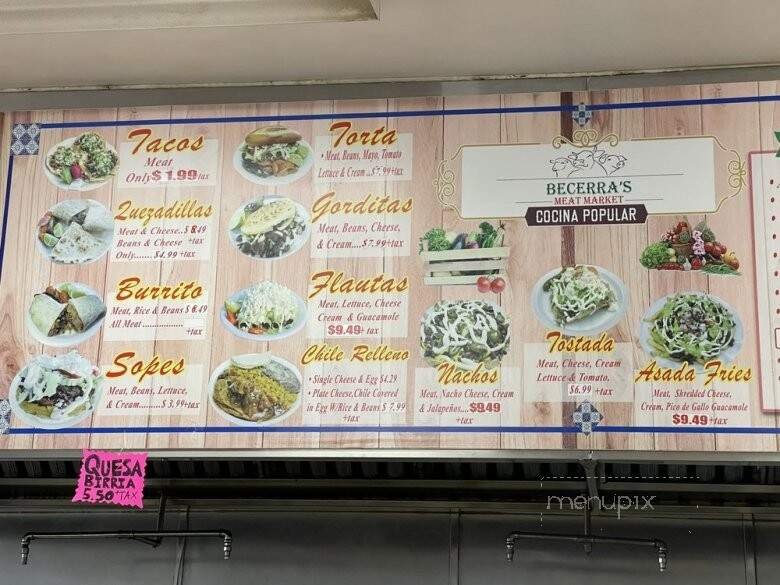 Tacos
Meat
Only $1.99 tax
Quezadillas
Meat & Cheese..$ 8.49
Beans & Cheese +tax
Only....... $4.99 +tax
Burrito
Meat, Rice & Beans $ 8.49
All Meat................
+tax
Sopes
Meat, Beans, Lettuce,
& Cream.........$ 3.99+tax
Torta
• Meat, Beans, Mayo, Tomato
Lettuce & Cream ...$7.99+tax
Gorditas
Meat, Beans, Cheese,
& Cream....$7.99+tax
Flautas
Meat, Lettuce, Cheese
Cream & Guacamole
$9.49+ tax
Chile Relleno
• Single Cheese & Egg $4.29
• Plate Cheese,Chile Covered
in Egg W/Rice & Beans $ 7.99
+tax
BECERRA'S
MEAT MARKET
COCINA POPULAR
Nachos
Meat, Nacho Cheese, Cream
& Jalapeños....$9.49
+tax
Tostada
Meat, Cheese, Cream
Lettuce & Tomato.
$6.99 +tax
Asada Fries
Meat, Shredded Cheese,
Cream, Pico de Gallo Guacamole
$9.49+tax
QUESA
BIRRIA
5.50+TAX
menupix